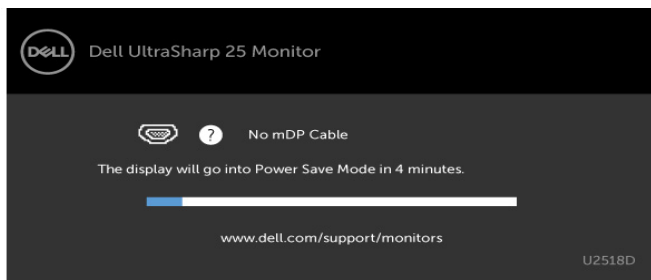 DELL Dell UltraSharp 25 Monitor
? No mDP Cable
The display will go into Power Save Mode in 4 minutes.
www.dell.com/support/monitors
U2518D